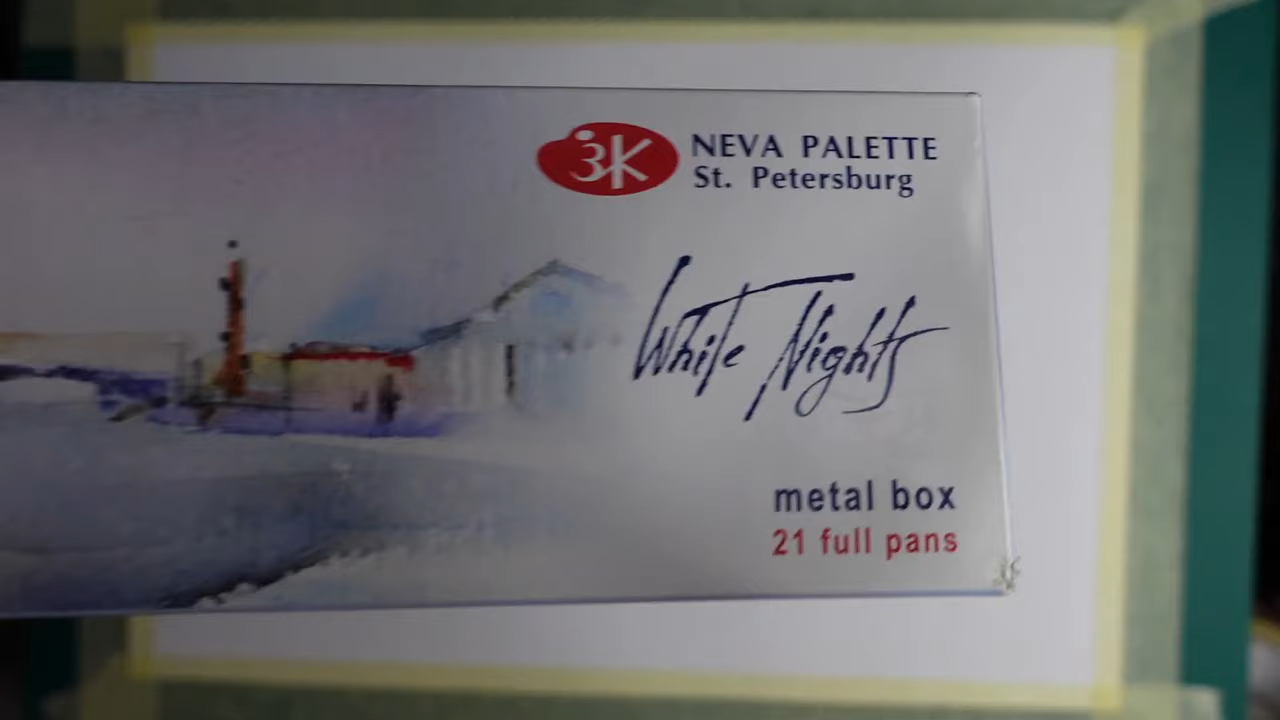 ЗК
NEVA PALETTE
St. Petersburg
White Nights
metal box
21 full pans